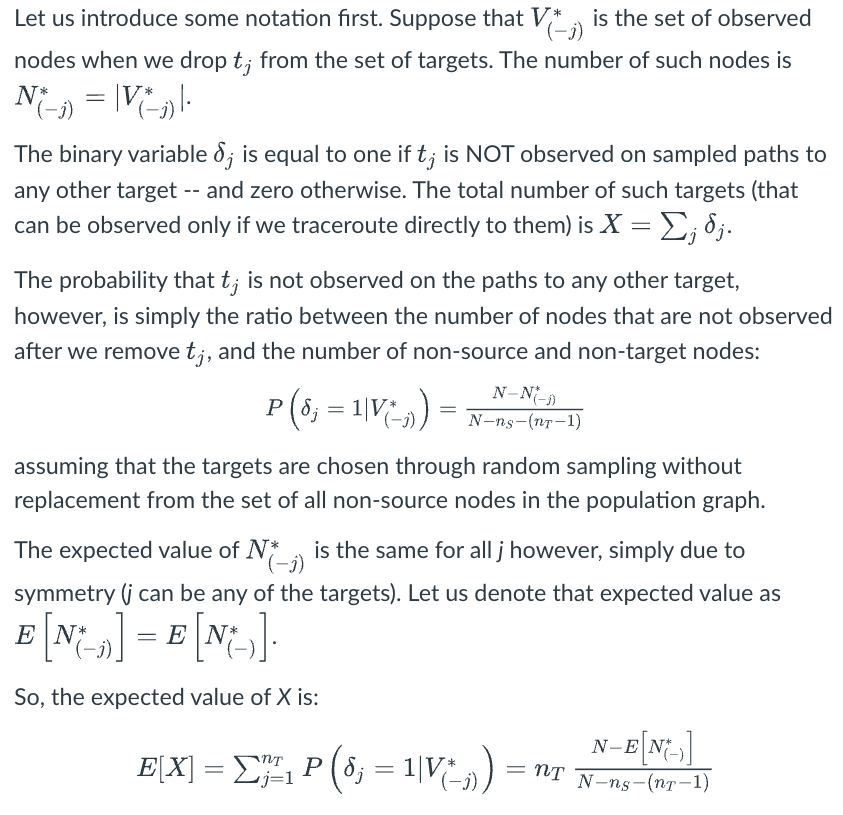 Let us introduce some notation first. Suppose that $V^*_{(-j)}$ is the set of observed
nodes when we drop $t_j$ from the set of targets. The number of such nodes is
$N^*_{(-j)} = |V^*_{(-j)}|$.
The binary variable $\delta_j$ is equal to one if $t_j$ is NOT observed on sampled paths to
any other target -- and zero otherwise. The total number of such targets (that
can be observed only if we traceroute directly to them) is $X = \sum_j \delta_j$.
The probability that $t_j$ is not observed on the paths to any other target,
however, is simply the ratio between the number of nodes that are not observed
after we remove $t_j$, and the number of non-source and non-target nodes:
$P\left(\delta_j = 1|V^*_{(-j)}\right) = \frac{N-N^*_{(-j)}}{N-n_S-(n_T-1)}$
assuming that the targets are chosen through random sampling without
replacement from the set of all non-source nodes in the population graph.
The expected value of $N^*_{(-j)}$ is the same for all j however, simply due to
symmetry (j can be any of the targets). Let us denote that expected value as
$E\left[N^*_{(-j)}\right] = E\left[N^*_{(-)}\right]$.
So, the expected value of X is:
$E[X] = \sum_{j=1}^{n_T} P\left(\delta_j = 1|V^*_{(-j)}\right) = n_T \frac{N-E\left[N^*_{(-)}\right]}{N-n_S-(n_T-1)}$